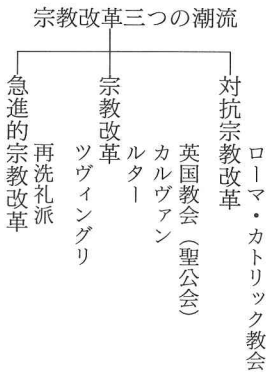 宗教改革三つの潮流
対抗宗教改革
ローマ・カトリック教会
宗教改革
英国教会（聖公会）
カルヴァン
ルター
ツヴィングリ
急進的宗教改革
再洗礼派